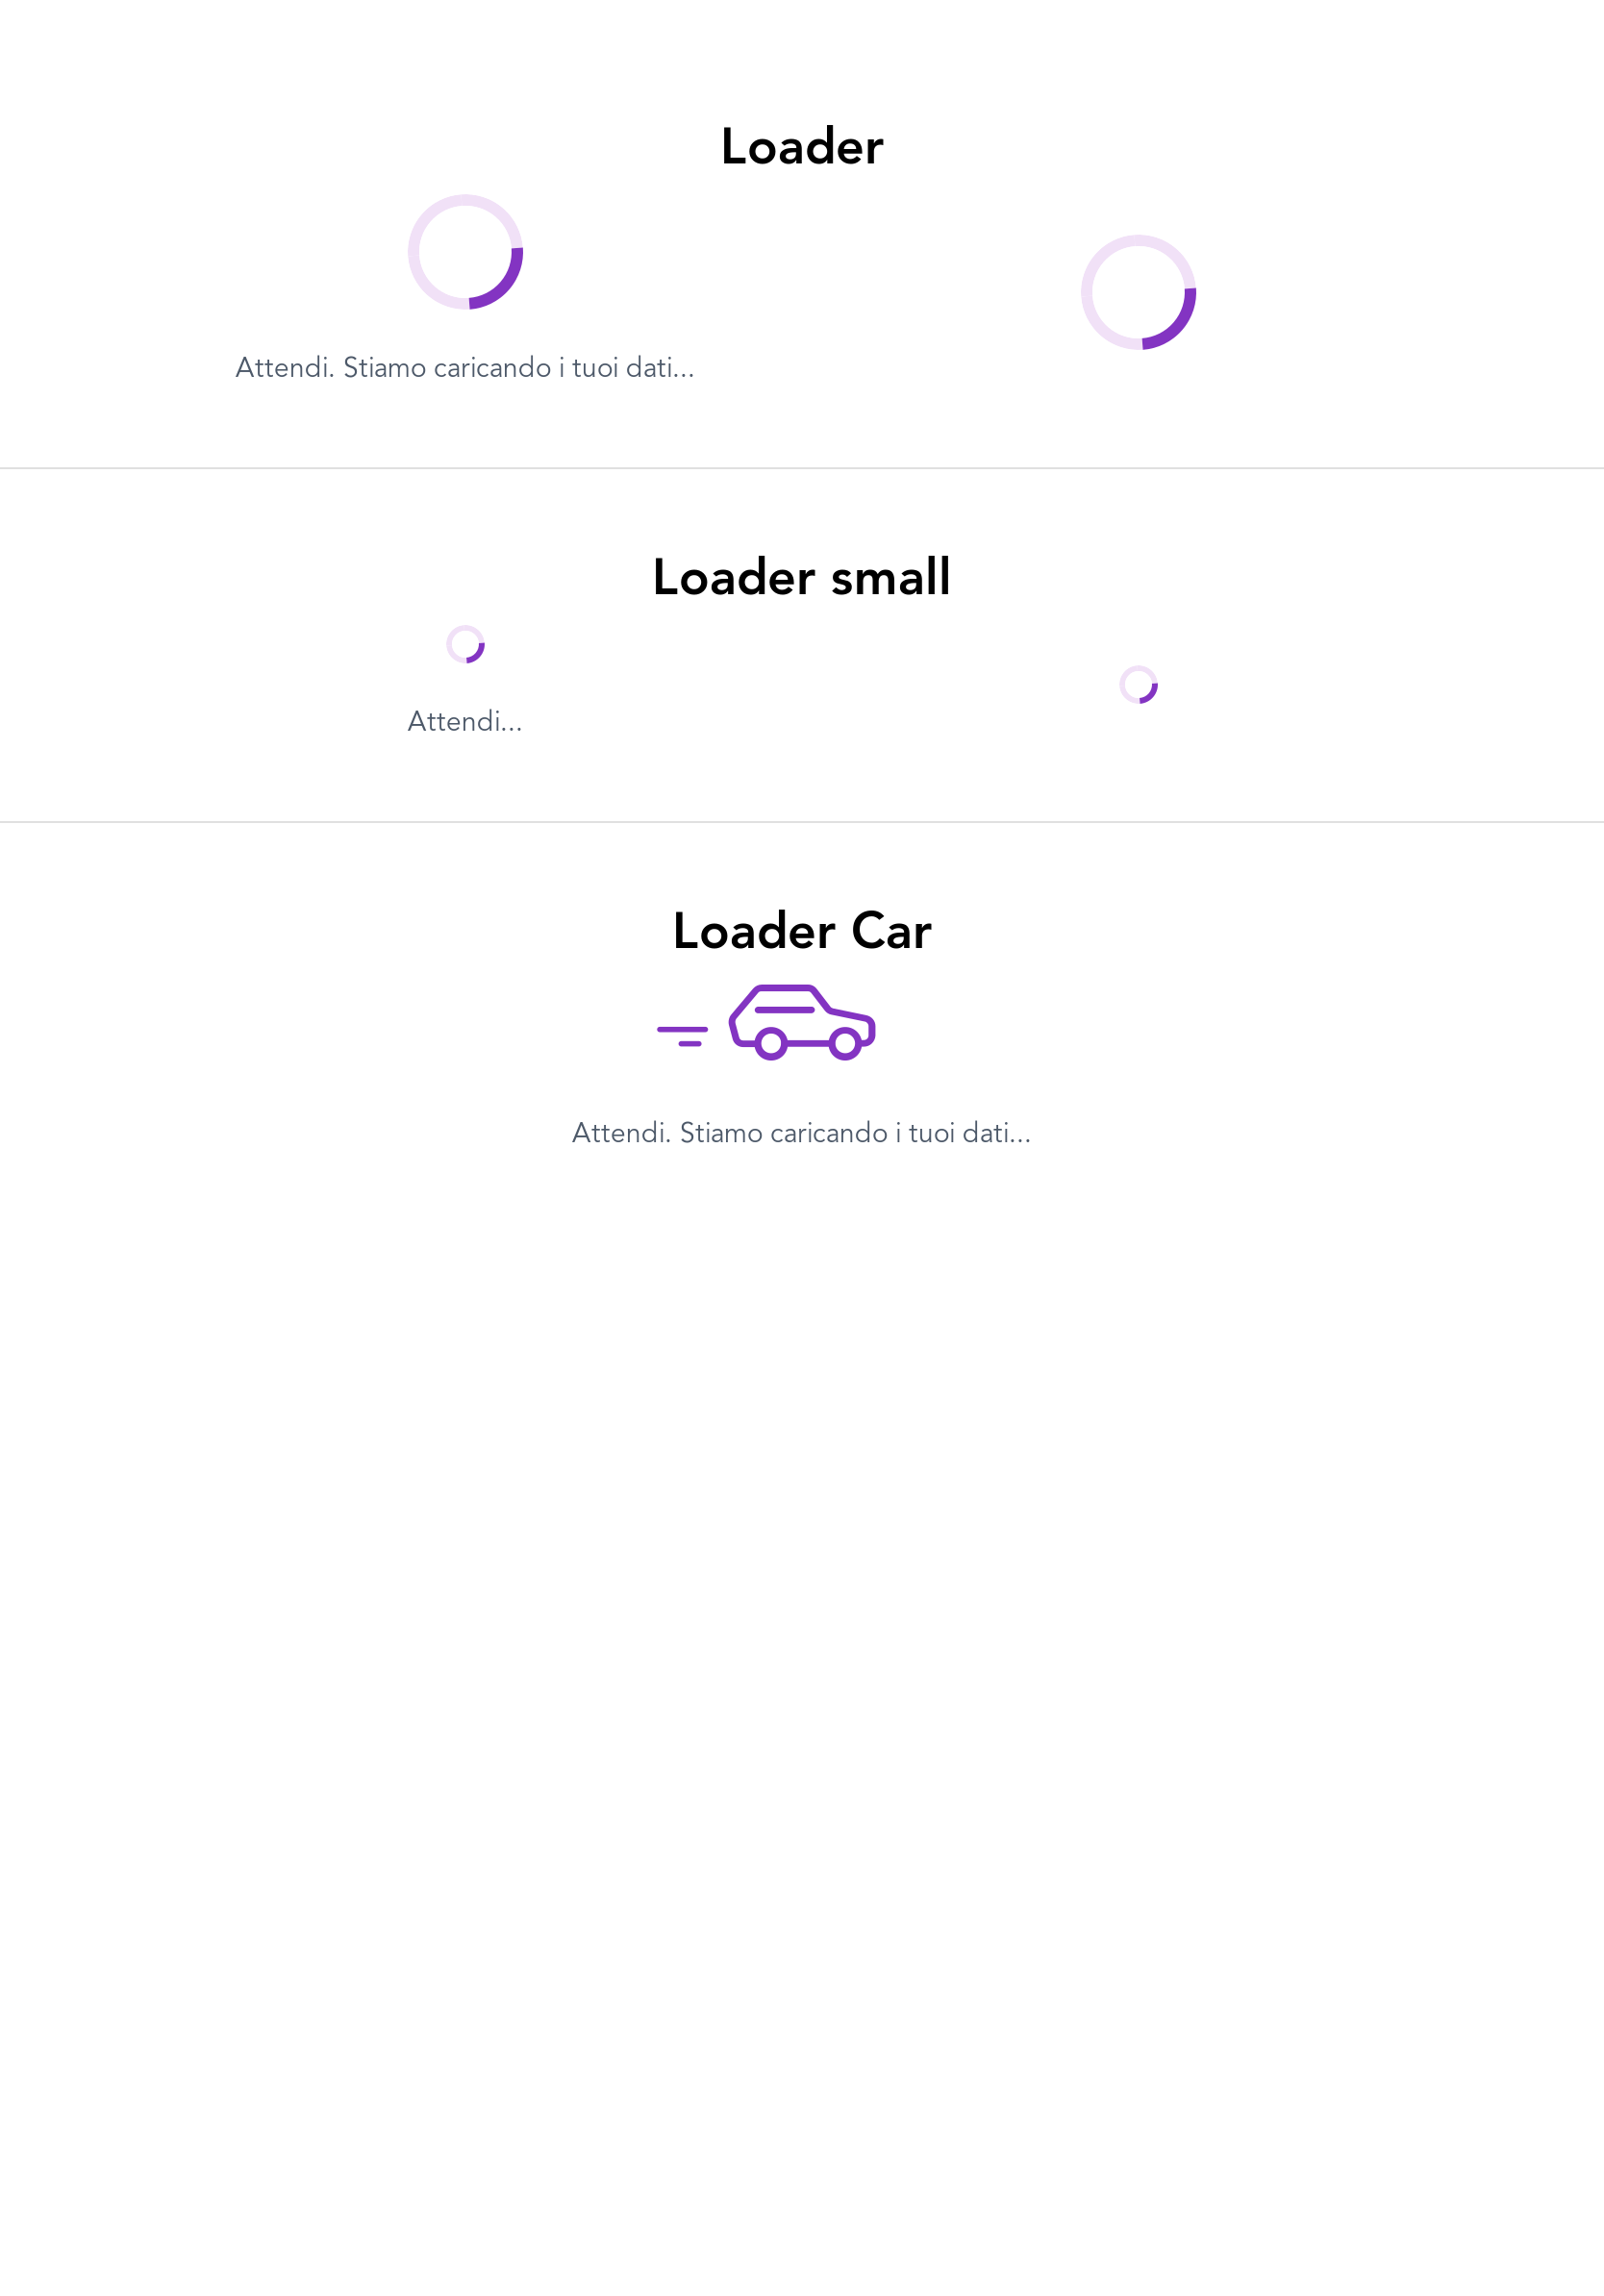 Loader
Attendi. Stiamo caricando i tuoi dati...
Loader small
Attendi...
Loader Car
Attendi. Stiamo caricando i tuoi dati...